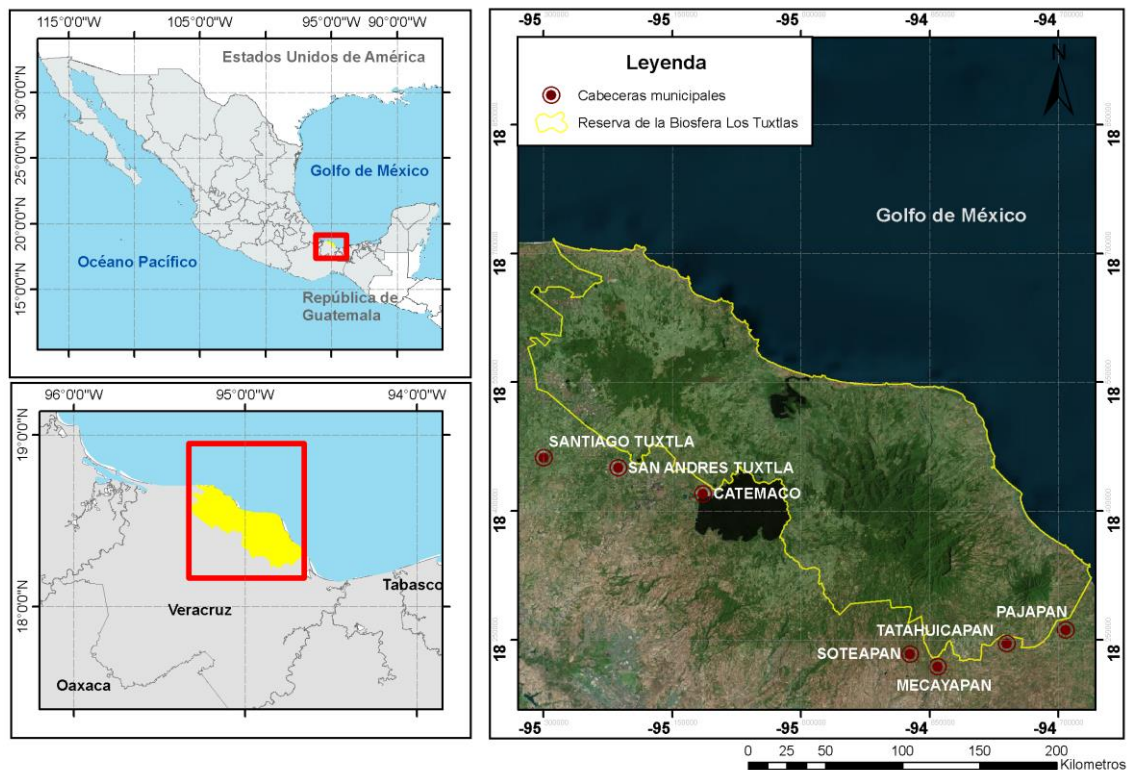 115°0'0"W 105°0'0"W 95°0'0"W 90°0'0"W
30°0'0"N
25°0'0"N
20°0'0"N
15°0'0"N
Estados Unidos de América
Golfo de México
Océano Pacífico
República de
Guatemala
96°0'0"W 95°0'0"W 94°0'0"W
19°0'0"N
18°0'0"N
Tabasco
Veracruz
Oaxaca
-95 -95 -95 -94 -94
18
18
18
18
18
Leyenda
Cabeceras municipales
Reserva de la Biosfera Los Tuxtlas
N
Golfo de México
SANTIAGO TUXTLA
SAN ANDRES TUXTLA
CATEMACO
PAJAPAN
TATAHUICAPAN
SOTEAPAN
MECAYAPAN
18
18
18
18
18
-95 -95 -95 -94 -94
0 25 50 100 150 200
Kilometros